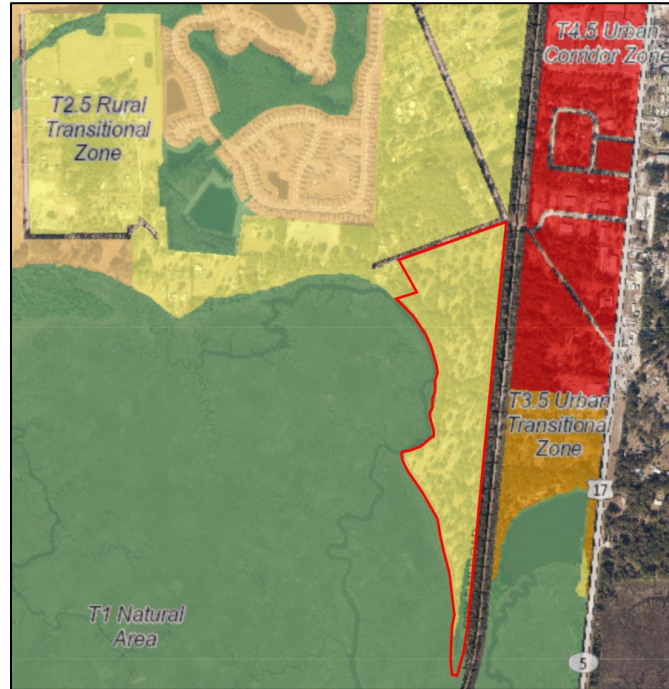 T4.5 Urban
Corridor Zone
T2.5 Rural
Transitional
Zone
T3.5 Urban
Transitional
Zone
17
T1 Natural
Area
5